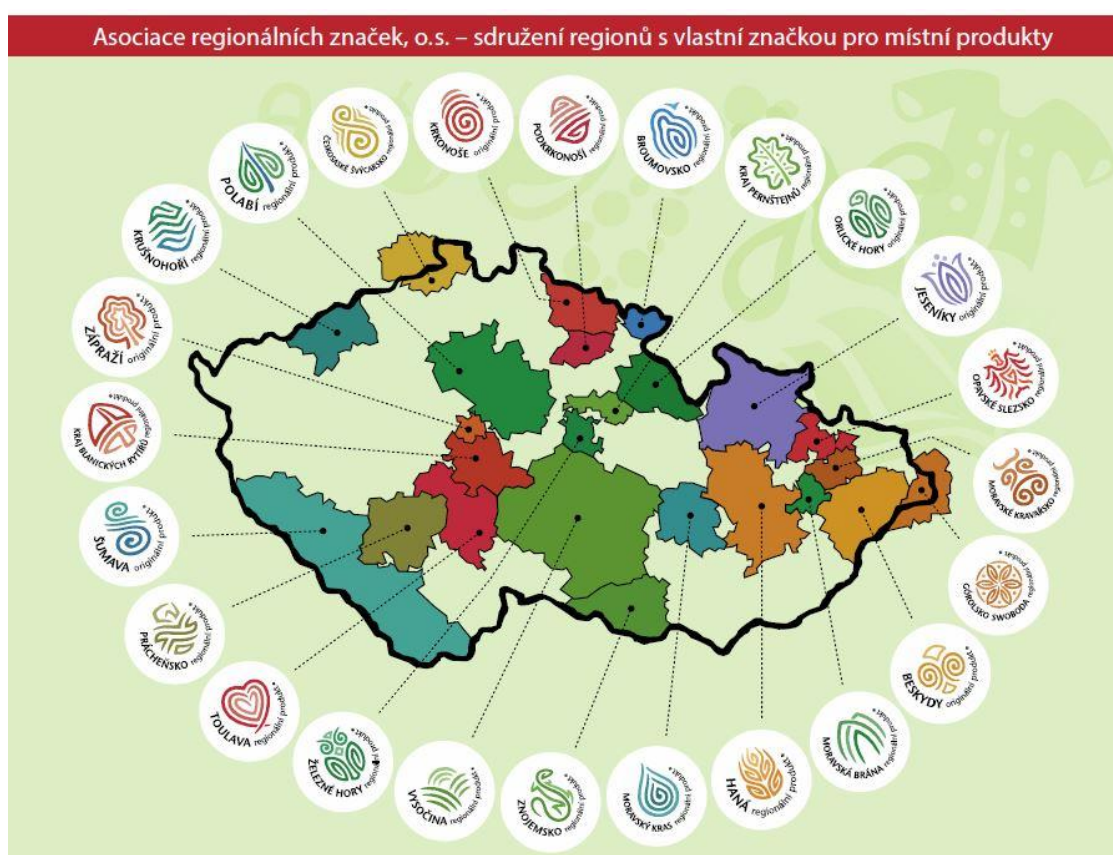 Asociace regionálních značek, o.s. – sdružení regionů s vlastní značkou pro místní produkty
KRKONOŠE originální produkt
PODKRKONOŠÍ regionální produkt
BROUMOVSKO regionální produkt
KRAJ PERNŠTEJNŮ regionální produkt
ORLICKÉ HORY originální produkt
JESENÍKY originální produkt
OPAVSKÉ SLEZSKO regionální produkt
MORAVSKÉ KRAVAŘSKO regionální produkt
GÓROLSKO SWOBODA regionální produkt
BESKYDY originální produkt
MORAVSKÁ BRÁNA regionální produkt
HANÁ regionální produkt
MORAVSKÝ KRAS regionální produkt
ZNOJEMSKO regionální produkt
VYSOČINA regionální produkt
ŽELEZNÉ HORY regionální produkt
TOULAVA regionální produkt
PRÁCHEŇSKO regionální produkt
ŠUMAVA originální produkt
KRAJ BLANICKÝCH RYTÍŘŮ regionální produkt
ZÁPRAŽÍ originální produkt
KRUŠNOHOŘÍ regionální produkt
POLABÍ regionální produkt
ČESKOSASKÉ ŠVÝCARSKO regionální produkt